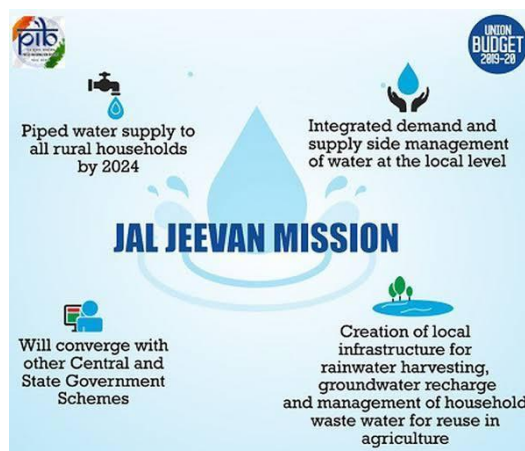 pib
UNION
BUDGET
2019-20
Piped water supply to
all rural households
by 2024
Integrated demand and
supply side management
of water at the local level
JAL JEEVAN MISSION
Will converge with
other Central and
State Government
Schemes
Creation of local
infrastructure for
rainwater harvesting,
groundwater recharge
and management of household
waste water for reuse in
agriculture